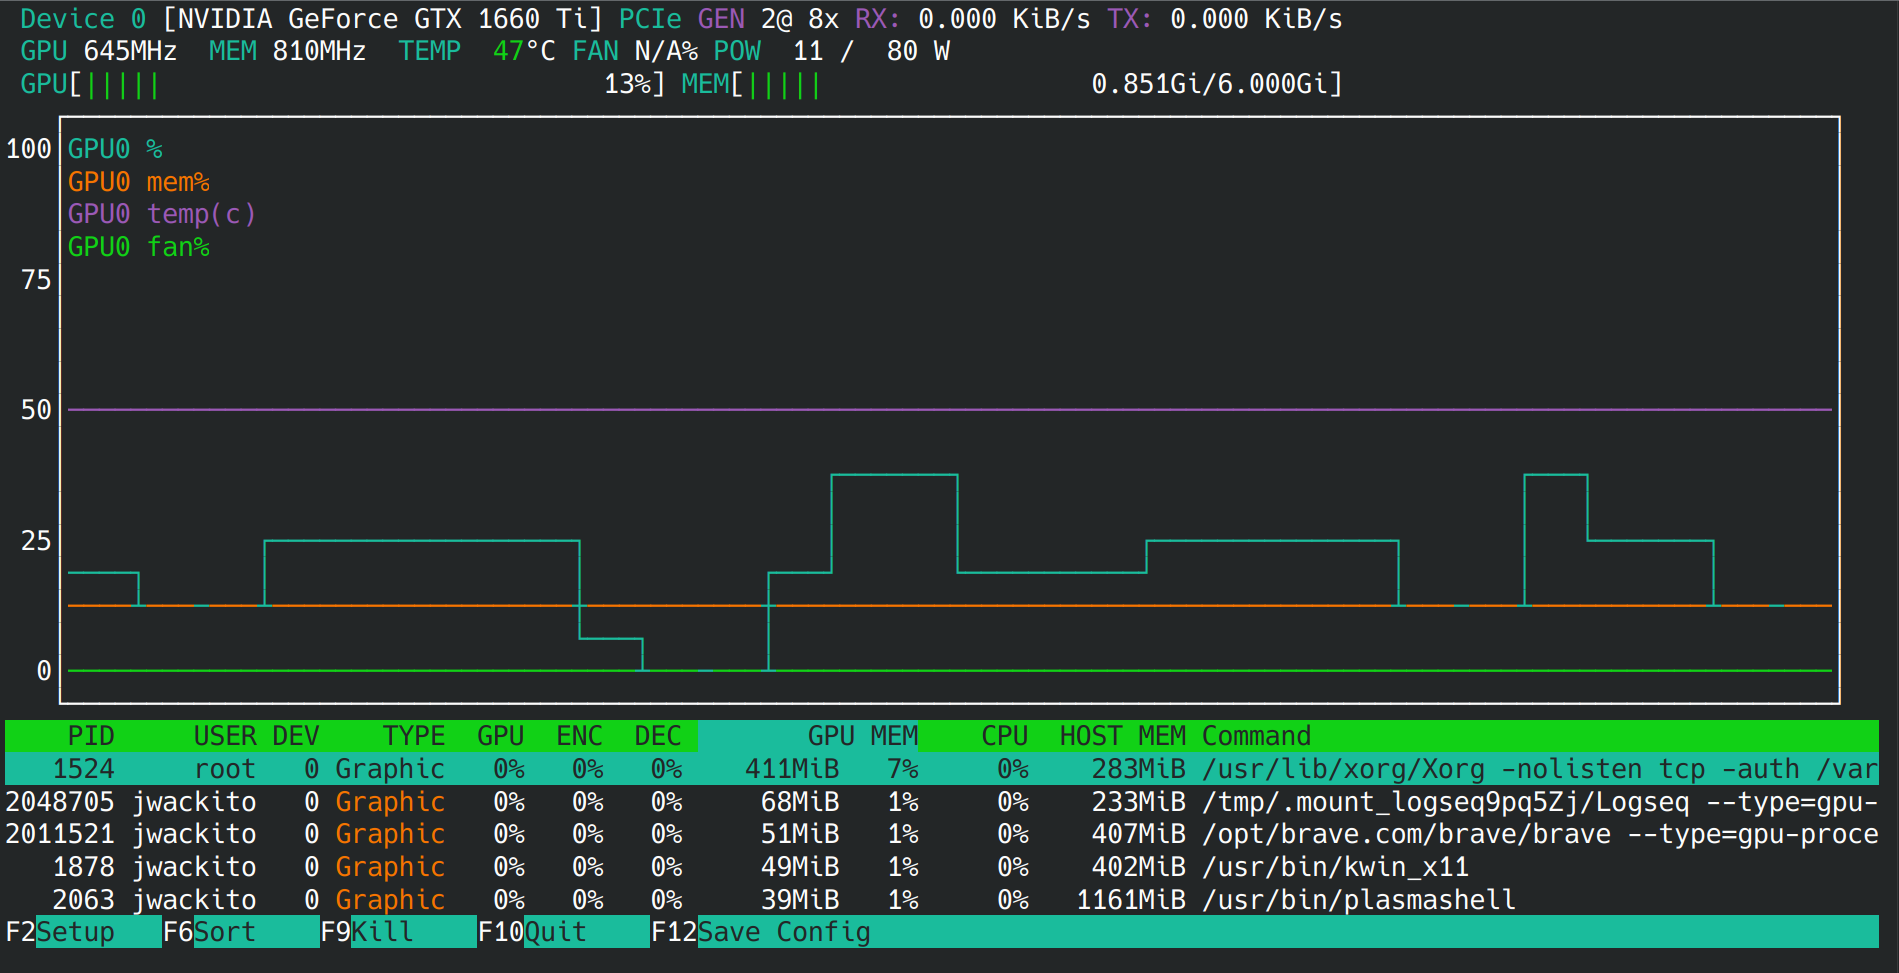 Device 0 [NVIDIA GeForce GTX 1660 Ti] PCIe GEN 2@ 8x RX: 0.000 KiB/s TX: 0.000 KiB/s
GPU 645MHz MEM 810MHz TEMP 47°C FAN N/A% POW 11 / 80 W
GPU[||||| 13%] MEM[||||| 0.851Gi/6.000Gi]
100 GPU0 %
GPU0 mem%
GPU0 temp(c)
GPU0 fan%
75
50
25
0
PID USER DEV TYPE GPU ENC DEC GPU MEM CPU HOST MEM Command
1524 root 0 Graphic 0% 0% 0% 411MiB 7% 0% 283MiB /usr/lib/xorg/Xorg -nolisten tcp -auth /var
2048705 jwackito 0 Graphic 0% 0% 0% 68MiB 1% 0% 233MiB /tmp/.mount_logseq9pq5Zj/Logseq --type=gpu-
2011521 jwackito 0 Graphic 0% 0% 0% 51MiB 1% 0% 407MiB /opt/brave.com/brave/brave --type=gpu-proce
1878 jwackito 0 Graphic 0% 0% 0% 49MiB 1% 0% 402MiB /usr/bin/kwin_x11
2063 jwackito 0 Graphic 0% 0% 0% 39MiB 1% 0% 1161MiB /usr/bin/plasmashell
F2Setup F6Sort F9Kill F10Quit F12Save Config